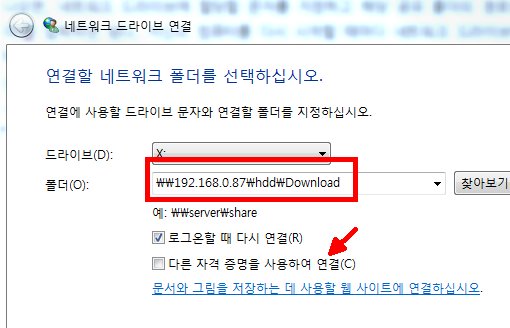 네트워크 드라이브 연결
연결할 네트워크 폴더를 선택하십시오.
연결에 사용할 드라이브 문자와 연결할 폴더를 지정하십시오.
드라이브(D): X:
폴더(O): ₩₩192.168.0.87₩hdd₩Download 찾아보기
예: ₩₩server₩share
로그온할 때 다시 연결(R)
다른 자격 증명을 사용하여 연결(C)
문서와 그림을 저장하는 데 사용할 웹 사이트에 연결하십시오.